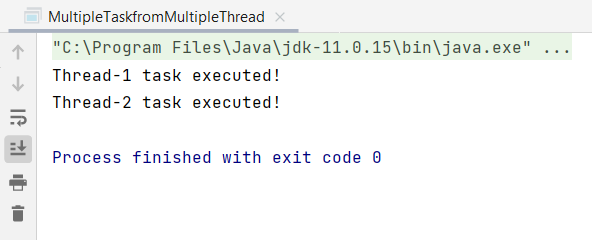 MultipleTaskfromMultipleThread
"C:\Program Files\Java\jdk-11.0.15\bin\java.exe" ...
Thread-1 task executed!
Thread-2 task executed!
Process finished with exit code 0